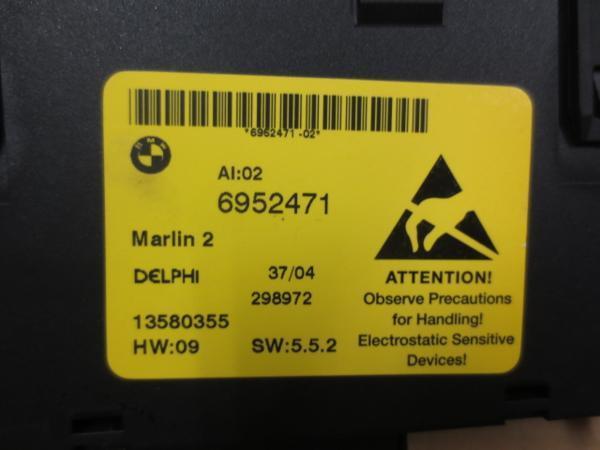 *6952471-02*
BMW
AI:02
6952471
Marlin 2
DELPHI 37/04
298972
13580355
HW:09 SW:5.5.2
ATTENTION!
Observe Precautions
for Handling!
Electrostatic Sensitive
Devices!